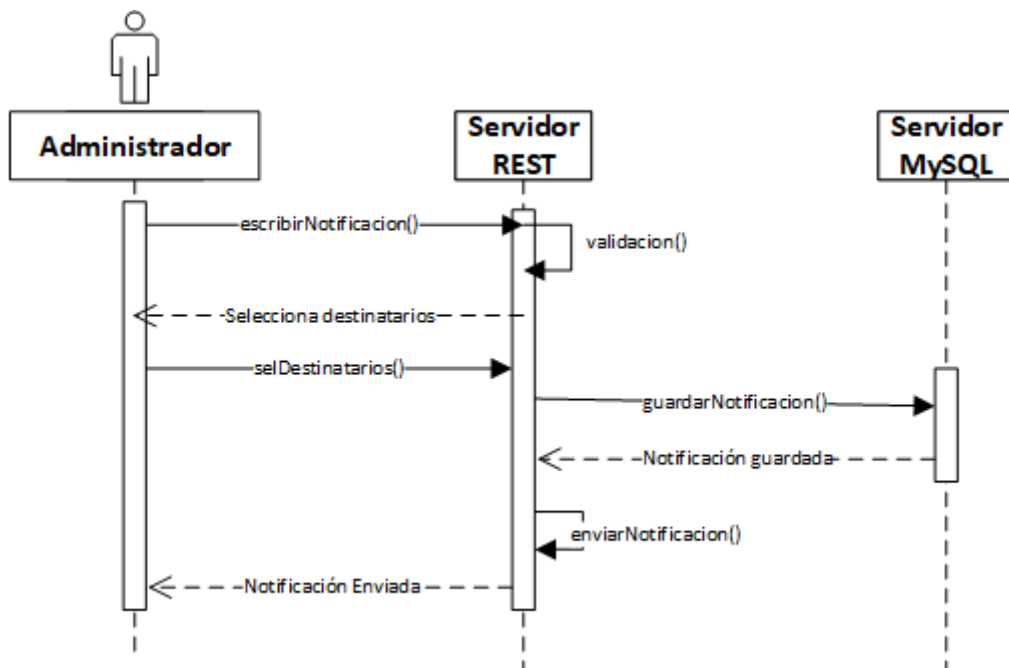 Administrador
Servidor
REST
Servidor
MySQL
escribirNotificacion()
validacion()
Selecciona destinatarios
selDestinatarios()
guardarNotificacion()
Notificación guardada
enviarNotificacion()
Notificación Enviada